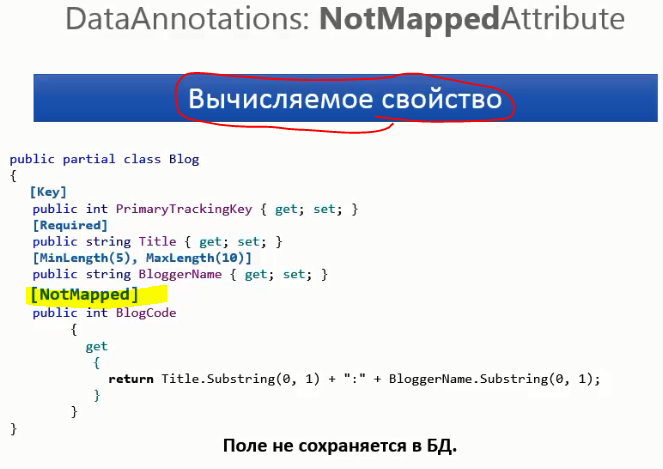 DataAnnotations: NotMappedAttribute
Вычисляемое свойство
public partial class Blog
{
[Key]
public int PrimaryTrackingKey { get; set; }
[Required]
public string Title { get; set; }
[MinLength(5), MaxLength(10)]
public string BloggerName { get; set; }
[NotMapped]
public int BlogCode
{
get
{
return Title.Substring(0, 1) + ":" + BloggerName.Substring(0, 1);
}
}
}
Поле не сохраняется в БД.